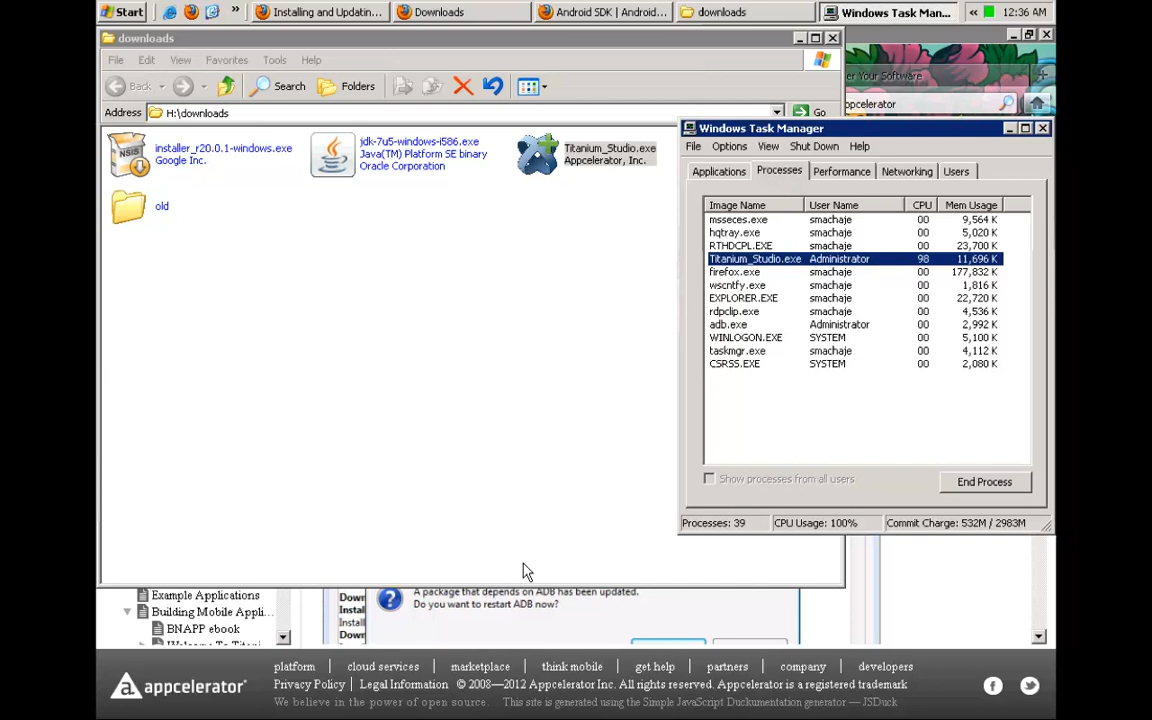 Start
»
Installing and Updatin...
Downloads
Android SDK | Android...
downloads
Windows Task Man...
«
12:36 AM
downloads
File Edit View Favorites Tools Help
Back
Search
Folders
Address
H:\downloads
Go
installer_r20.0.1-windows.exe
Google Inc.
NSIS
jdk-7u5-windows-i586.exe
Java(TM) Platform SE binary
Oracle Corporation
Titanium_Studio.exe
Appcelerator, Inc.
old
er Your Software
ppcelerator
Windows Task Manager
File Options View Shut Down Help
Applications Processes Performance Networking Users
Image Name User Name CPU Mem Usage
msseces.exe smachaje 00 9,564 K
hqtray.exe smachaje 00 5,020 K
RTHDCPL.EXE smachaje 00 23,700 K
Titanium_Studio.exe Administrator 98 11,696 K
firefox.exe smachaje 00 177,832 K
wscntfy.exe smachaje 00 1,816 K
EXPLORER.EXE smachaje 00 22,720 K
rdpclip.exe smachaje 00 4,536 K
adb.exe Administrator 00 2,992 K
WINLOGON.EXE SYSTEM 00 5,100 K
taskmgr.exe smachaje 00 4,112 K
CSRSS.EXE SYSTEM 00 2,080 K
Show processes from all users
End Process
Processes: 39 CPU Usage: 100% Commit Charge: 532M / 2983M
Example Applications
Building Mobile Appli...
BNAPP ebook
Down
Instal
Instal
Down
A package that depends on ADB has been updated.
Do you want to restart ADB now?
platform cloud services marketplace think mobile get help partners company developers
appcelerator
Privacy Policy | Legal Information © 2008—2012 Appcelerator Inc. All rights reserved. Appcelerator is a registered trademark
We believe in the power of open source. This site is generated using the Simple JavaScript Duckumentation generator — JSDuck